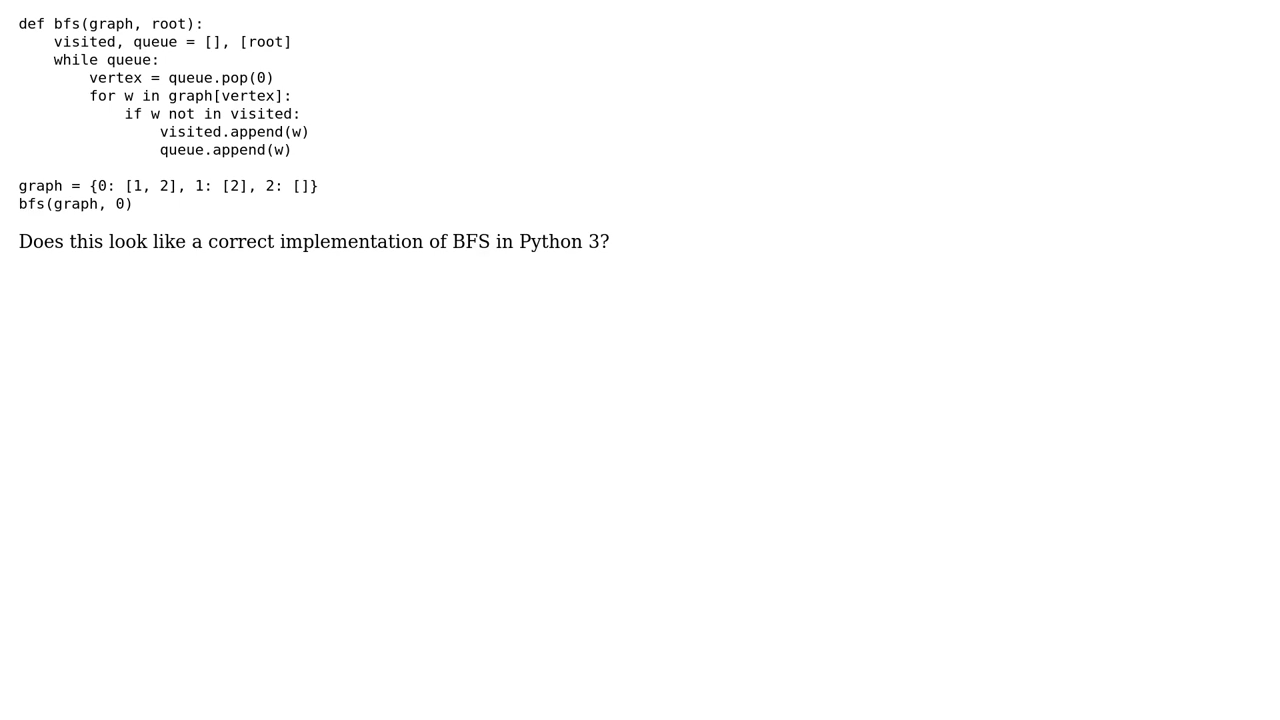 def bfs(graph, root):
    visited, queue = [], [root]
    while queue:
        vertex = queue.pop(0)
        for w in graph[vertex]:
            if w not in visited:
                visited.append(w)
                queue.append(w)

graph = {0: [1, 2], 1: [2], 2: []}
bfs(graph, 0)

Does this look like a correct implementation of BFS in Python 3?